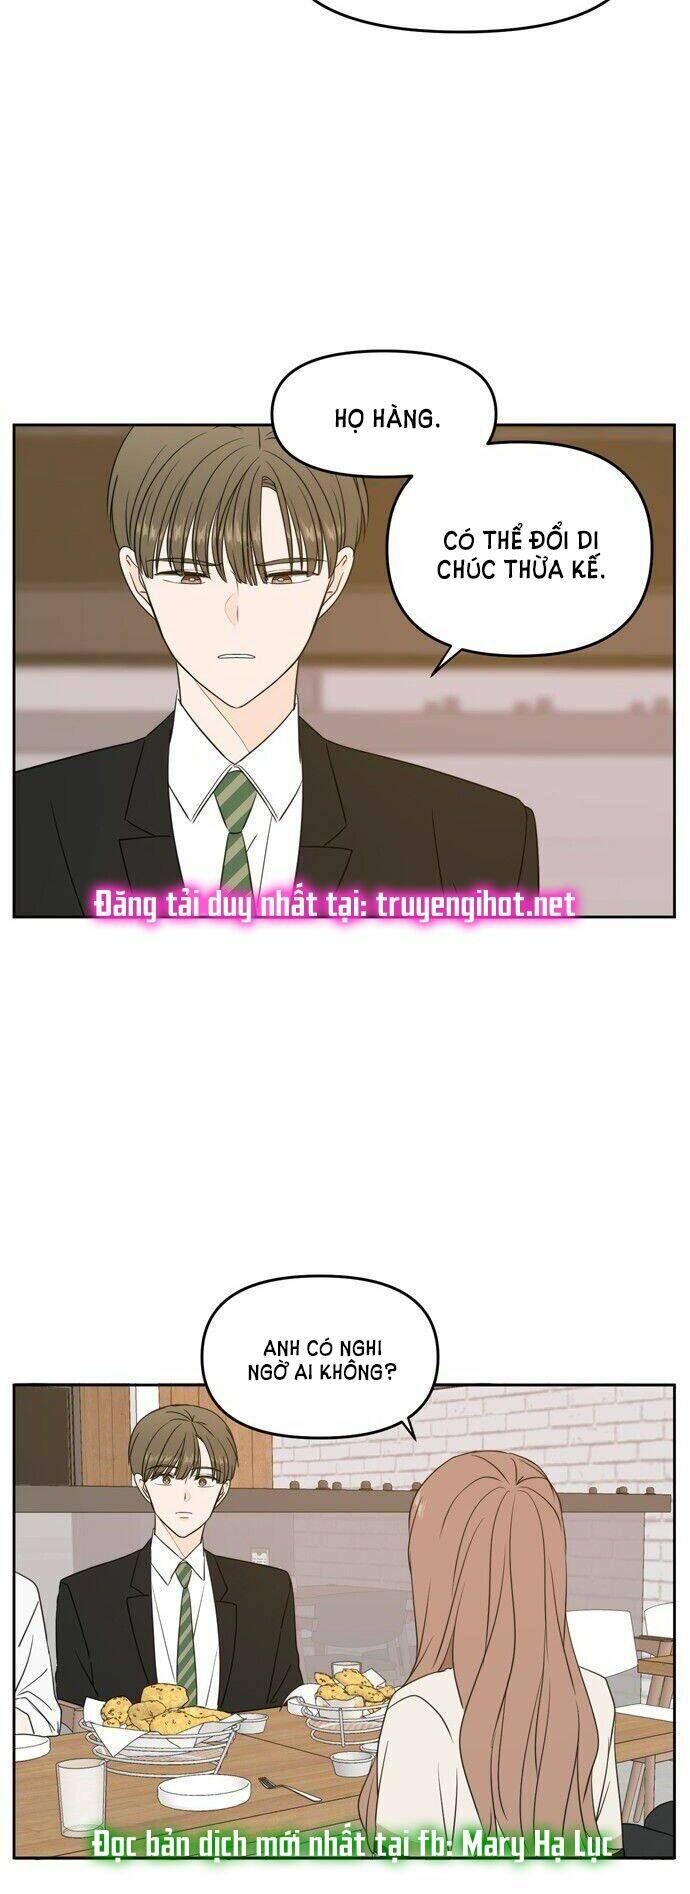 HỌ HÀNG.
CÓ THỂ ĐỔI DI
CHÚC THỪA KẾ.
Đăng tải duy nhất tại: truyengihot.net
ANH CÓ NGHI
NGỜ AI KHÔNG?
Đọc bản dịch mới nhất tại fb: Mary Hạ Lục